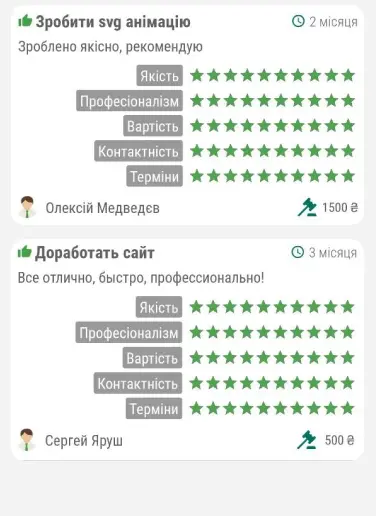 Зробити svg анімацію
2 місяця
Зроблено якісно, рекомендую
Якість
Професіоналізм
Вартість
Контактність
Терміни
Олексій Медведєв
1500 ₴
Доработать сайт
3 місяця
Все отлично, быстро, профессионально!
Якість
Професіоналізм
Вартість
Контактність
Терміни
Сергей Яруш
500 ₴